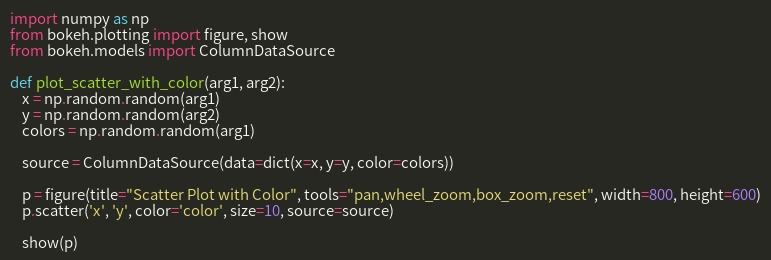 import numpy as np
from bokeh.plotting import figure, show
from bokeh.models import ColumnDataSource

def plot_scatter_with_color(arg1, arg2):
    x = np.random.random(arg1)
    y = np.random.random(arg2)
    colors = np.random.random(arg1)

    source = ColumnDataSource(data=dict(x=x, y=y, color=colors))

    p = figure(title="Scatter Plot with Color", tools="pan,wheel_zoom,box_zoom,reset", width=800, height=600)
    p.scatter('x', 'y', color='color', size=10, source=source)

    show(p)